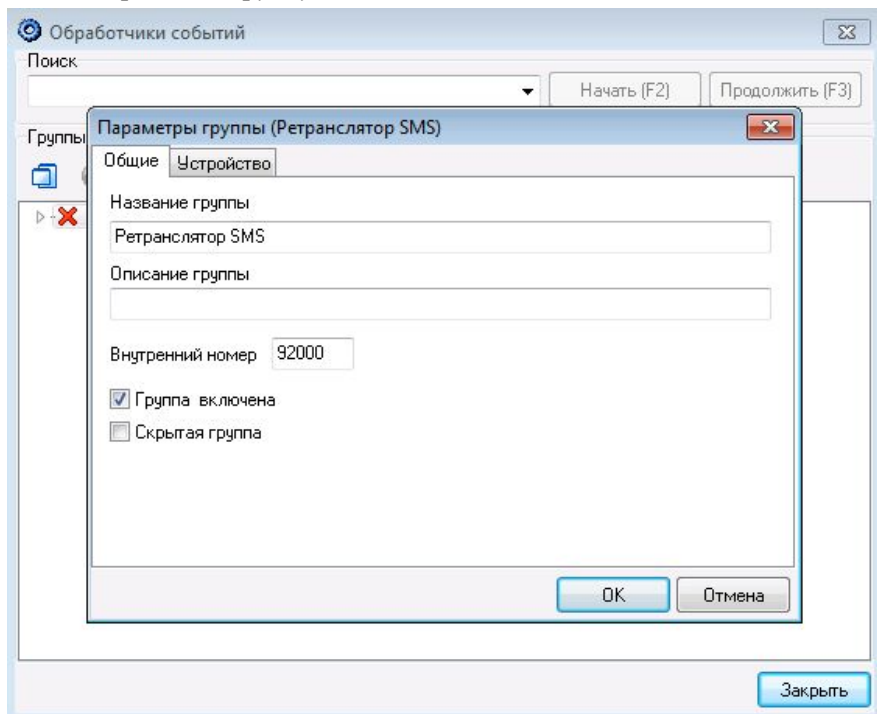 Обработчики событий
Поиск
Начать (F2)
Продолжить (F3)
Группы
Параметры группы (Ретранслятор SMS)
Общие Устройство
Название группы
Ретранслятор SMS
Описание группы
Внутренний номер 92000
Группа включена
Скрытая группа
OK Отмена
Закрыть